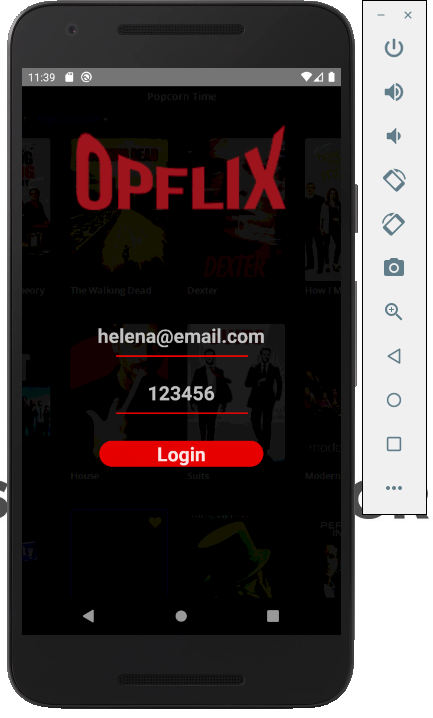 11:39
Popcorn Time
OPFLIX
The Walking Dead
Dexter
How I M
DEXTER
helena@email.com
123456
Login
House
Suits
Modern